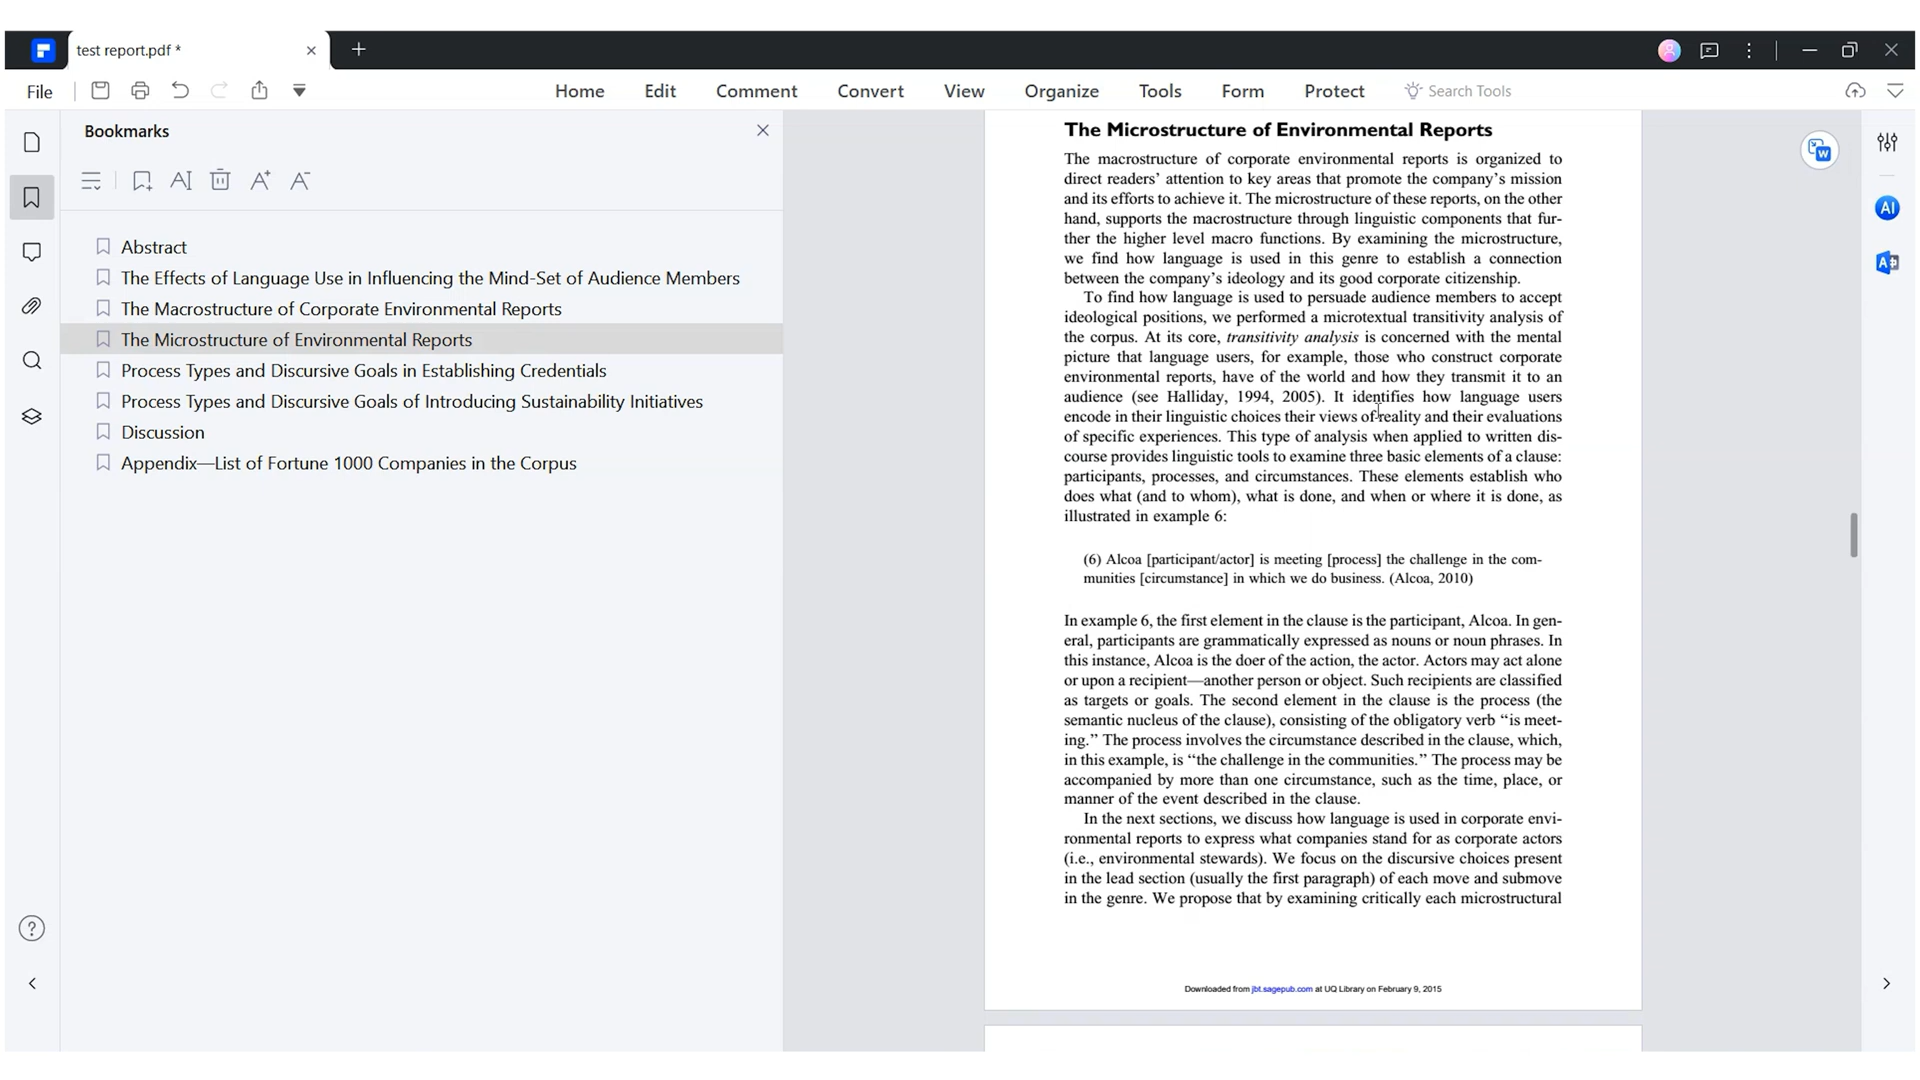 test report.pdf *
File
Home
Edit
Comment
Convert
View
Organize
Tools
Form
Protect
Search Tools
Bookmarks
Abstract
The Effects of Language Use in Influencing the Mind-Set of Audience Members
The Macrostructure of Corporate Environmental Reports
The Microstructure of Environmental Reports
Process Types and Discursive Goals in Establishing Credentials
Process Types and Discursive Goals of Introducing Sustainability Initiatives
Discussion
Appendix—List of Fortune 1000 Companies in the Corpus
The Microstructure of Environmental Reports
The macrostructure of corporate environmental reports is organized to
direct readers’ attention to key areas that promote the company’s mission
and its efforts to achieve it. The microstructure of these reports, on the other
hand, supports the macrostructure through linguistic components that fur-
ther the higher level macro functions. By examining the microstructure,
we find how language is used in this genre to establish a connection
between the company’s ideology and its good corporate citizenship.
To find how language is used to persuade audience members to accept
ideological positions, we performed a microtextual transitivity analysis of
the corpus. At its core, transitivity analysis is concerned with the mental
picture that language users, for example, those who construct corporate
environmental reports, have of the world and how they transmit it to an
audience (see Halliday, 1994, 2005). It identifies how language users
encode in their linguistic choices their views of reality and their evaluations
of specific experiences. This type of analysis when applied to written dis-
course provides linguistic tools to examine three basic elements of a clause:
participants, processes, and circumstances. These elements establish who
does what (and to whom), what is done, and when or where it is done, as
illustrated in example 6:
(6) Alcoa [participant/actor] is meeting [process] the challenge in the com-
munities [circumstance] in which we do business. (Alcoa, 2010)
In example 6, the first element in the clause is the participant, Alcoa. In gen-
eral, participants are grammatically expressed as nouns or noun phrases. In
this instance, Alcoa is the doer of the action, the actor. Actors may act alone
or upon a recipient—another person or object. Such recipients are classified
as targets or goals. The second element in the clause is the process (the
semantic nucleus of the clause), consisting of the obligatory verb “is meet-
ing.” The process involves the circumstance described in the clause, which,
in this example, is “the challenge in the communities.” The process may be
accompanied by more than one circumstance, such as the time, place, or
manner of the event described in the clause.
In the next sections, we discuss how language is used in corporate envi-
ronmental reports to express what companies stand for as corporate actors
(i.e., environmental stewards). We focus on the discursive choices present
in the lead section (usually the first paragraph) of each move and submove
in the genre. We propose that by examining critically each microstructural
Downloaded from jbt.sagepub.com at UQ Library on February 9, 2015
W
AI
A